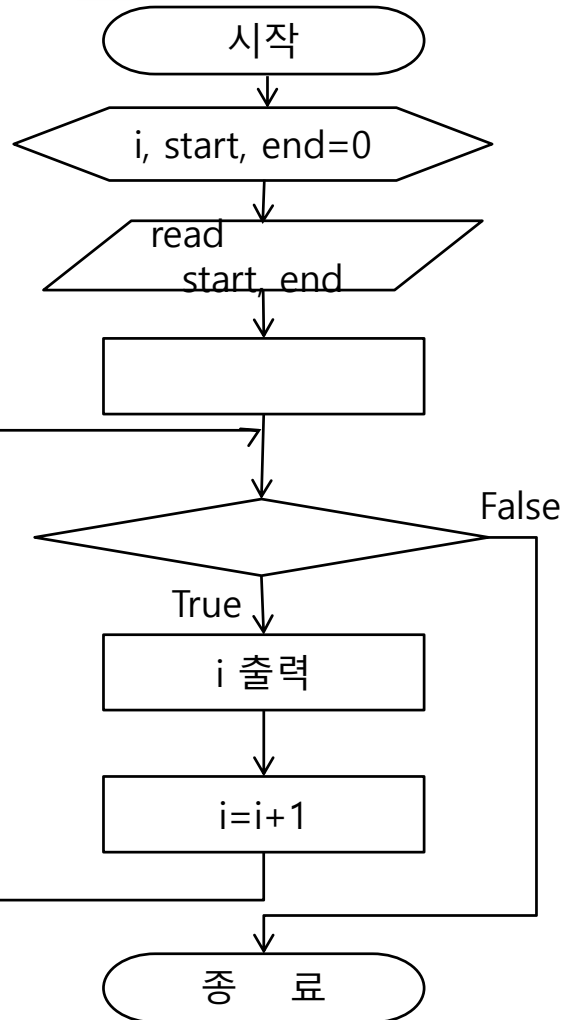 시작
i, start, end=0
read
start, end
False
True
i 출력
i=i+1
종 료